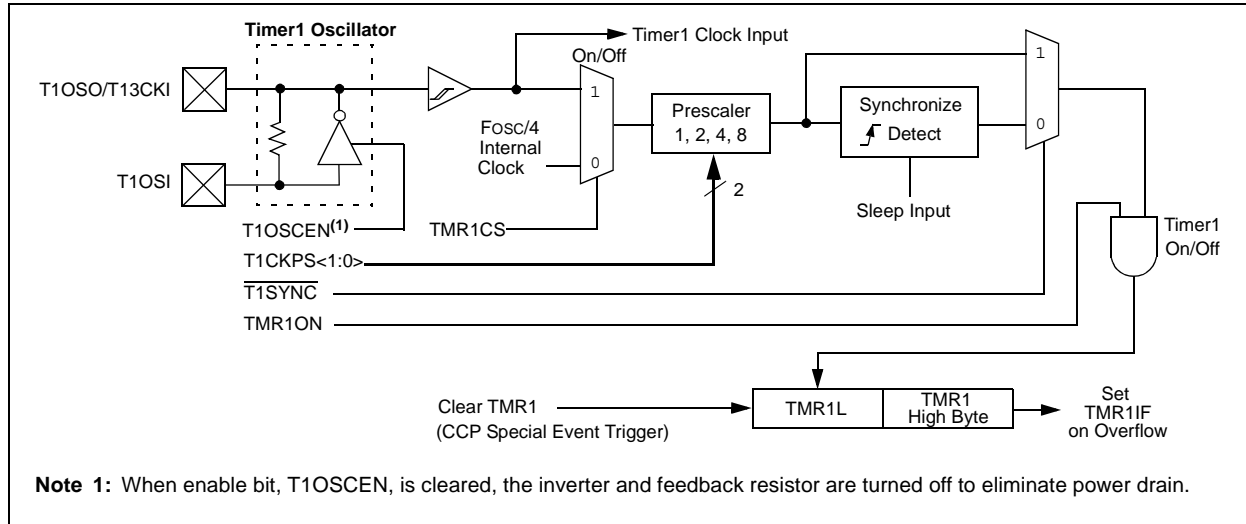 Timer1 Oscillator
Timer1 Clock Input
On/Off
T1OSO/T13CKI
1
1
Prescaler
1, 2, 4, 8
Synchronize
Detect
FOSC/4
Internal
Clock
0
0
T1OSI
2
Sleep Input
T1OSCEN(1)
TMR1CS
Timer1
On/Off
T1CKPS<1:0>
T1SYNC
TMR1ON
Clear TMR1
(CCP Special Event Trigger)
TMR1L
TMR1
High Byte
Set
TMR1IF
on Overflow
Note 1: When enable bit, T1OSCEN, is cleared, the inverter and feedback resistor are turned off to eliminate power drain.